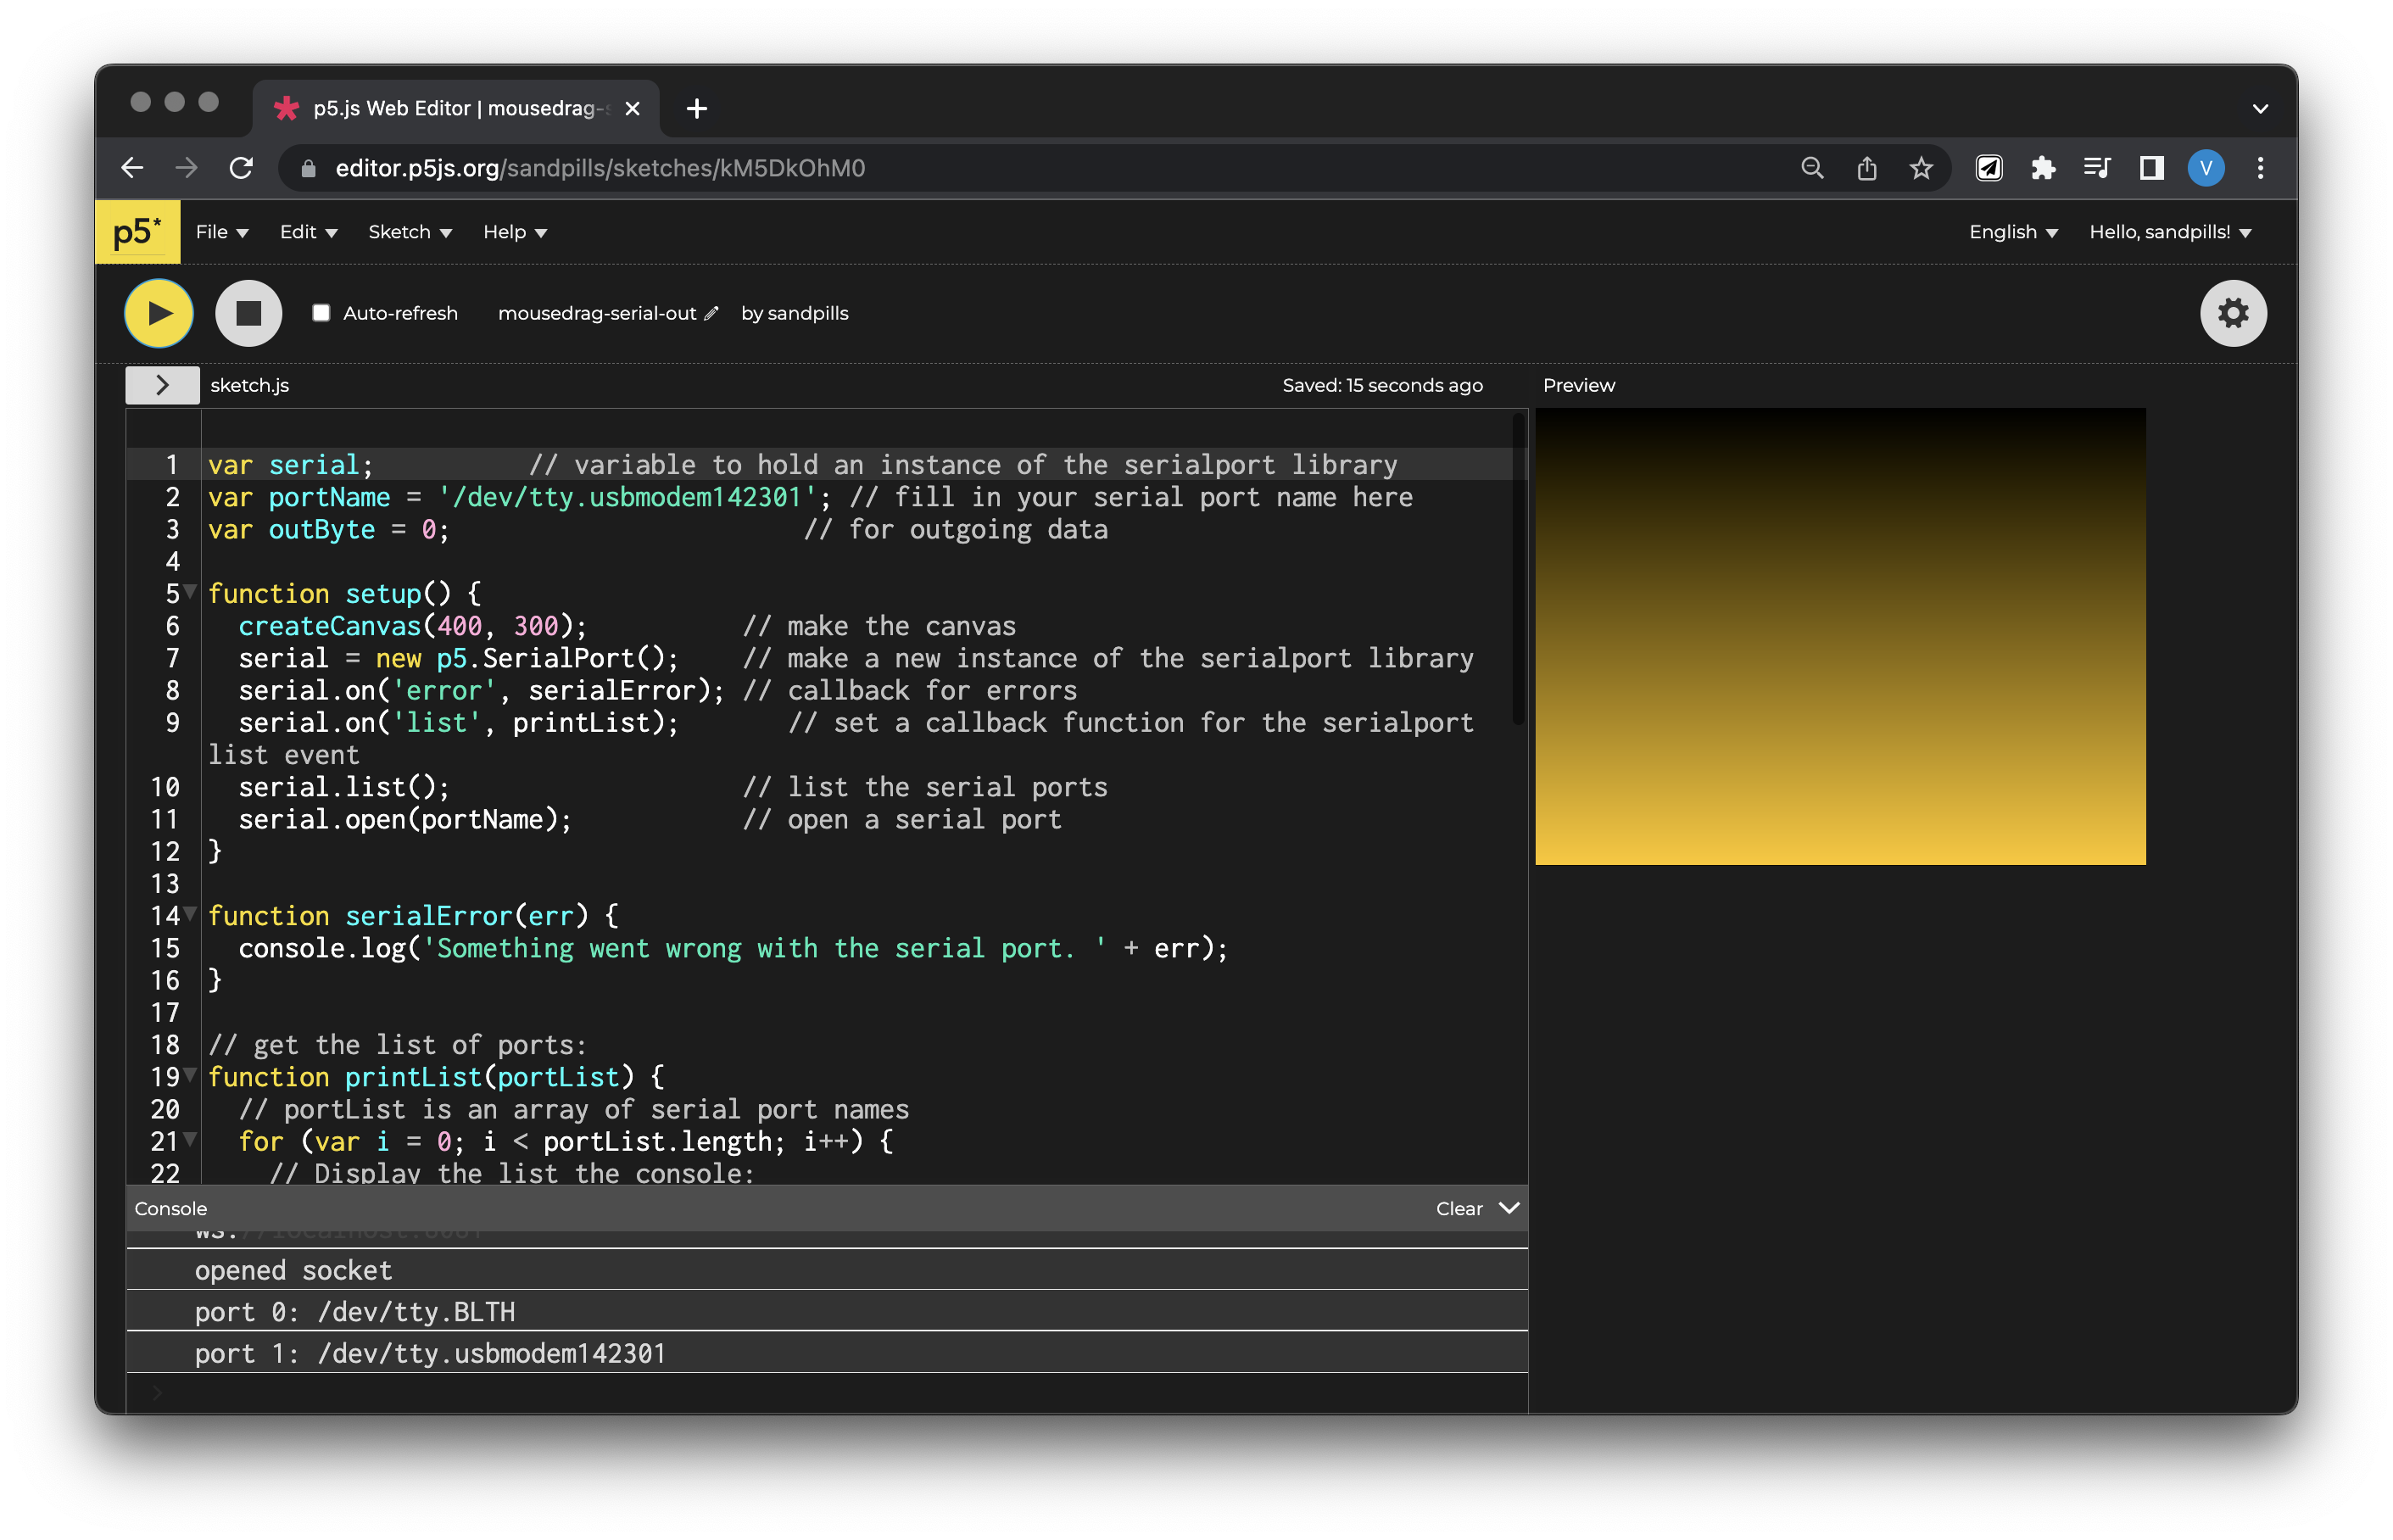 p5.js Web Editor | mousedrag-s
editor.p5js.org/sandpills/sketches/kM5DkOhM0
V
p5*
File
Edit
Sketch
Help
English
Hello, sandpills!
Auto-refresh
mousedrag-serial-out
by sandpills
sketch.js
Saved: 15 seconds ago
Preview
1 var serial; // variable to hold an instance of the serialport library
2 var portName = '/dev/tty.usbmodem142301'; // fill in your serial port name here
3 var outByte = 0; // for outgoing data
4
5 function setup() {
6 createCanvas(400, 300); // make the canvas
7 serial = new p5.SerialPort(); // make a new instance of the serialport library
8 serial.on('error', serialError); // callback for errors
9 serial.on('list', printList); // set a callback function for the serialport
list event
10 serial.list(); // list the serial ports
11 serial.open(portName); // open a serial port
12 }
13
14 function serialError(err) {
15 console.log('Something went wrong with the serial port. ' + err);
16 }
17
18 // get the list of ports:
19 function printList(portList) {
20 // portList is an array of serial port names
21 for (var i = 0; i < portList.length; i++) {
22 // Display the list the console:
Console
Clear
opened socket
port 0: /dev/tty.BLTH
port 1: /dev/tty.usbmodem142301
>